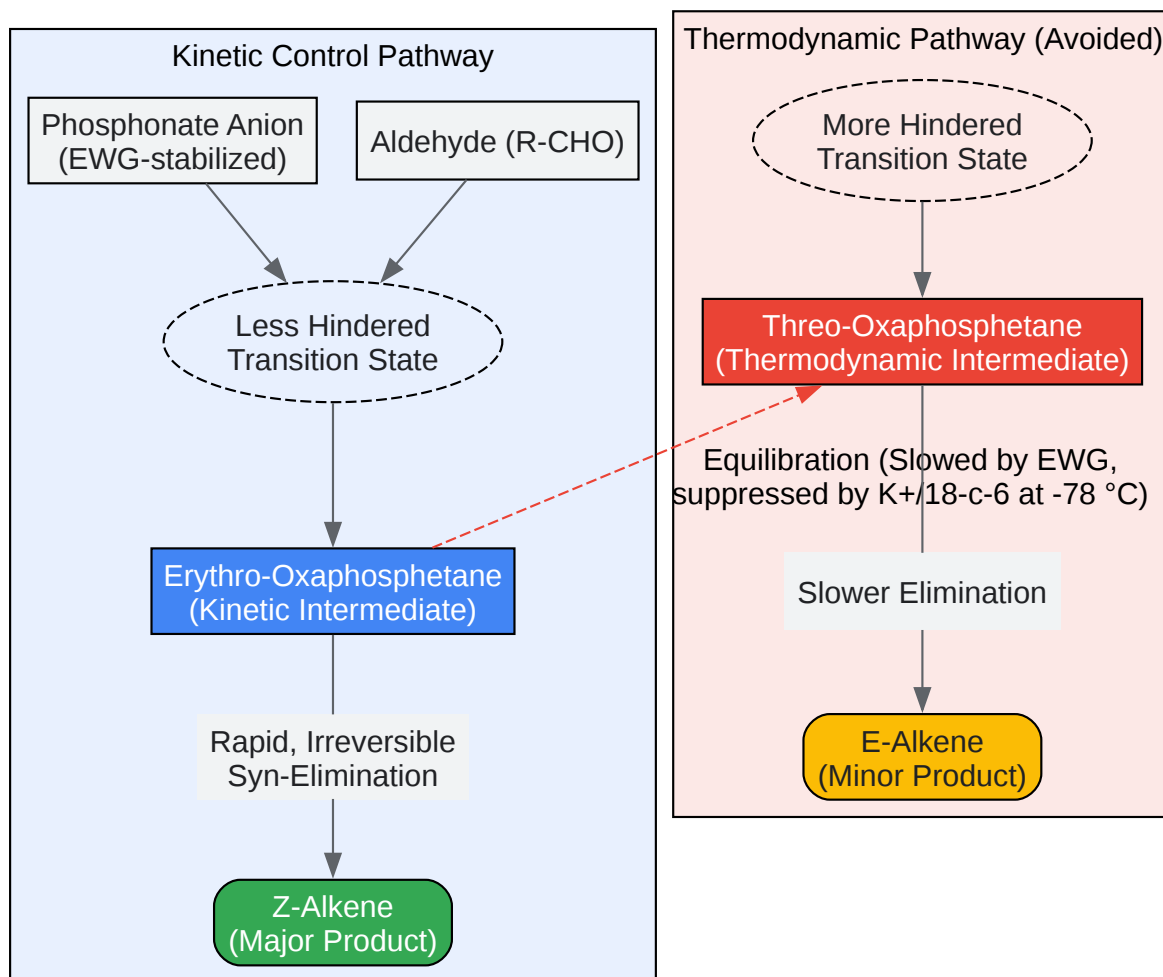 Kinetic Control Pathway
Phosphonate Anion
(EWG-stabilized)
Aldehyde (R-CHO)
Less Hindered
Transition State
Erythro-Oxaphosphetane
(Kinetic Intermediate)
Rapid, Irreversible
Syn-Elimination
Z-Alkene
(Major Product)
Thermodynamic Pathway (Avoided)
More Hindered
Transition State
Threo-Oxaphosphetane
(Thermodynamic Intermediate)
Equilibration (Slowed by EWG,
suppressed by K+/18-c-6 at -78 °C)
Slower Elimination
E-Alkene
(Minor Product)